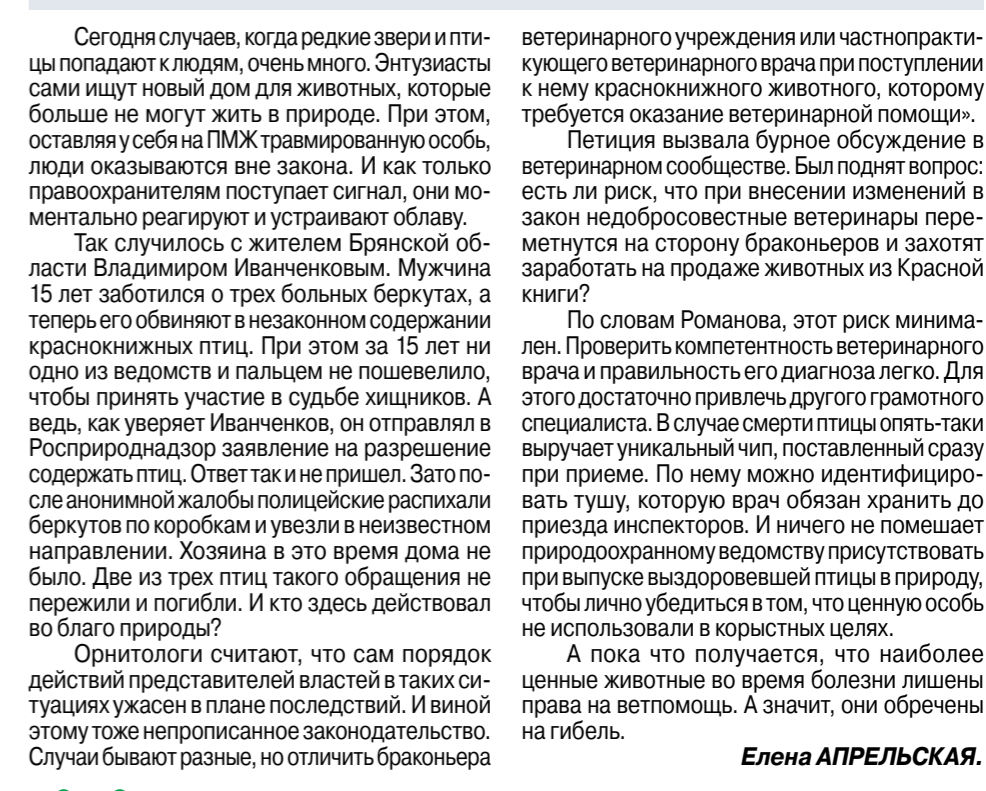 Сегодня случаев, когда редкие звери и пти-
цы попадают к людям, очень много. Энтузиасты
сами ищут новый дом для животных, которые
больше не могут жить в природе. При этом,
оставляя у себя на ПМЖ травмированную особь,
люди оказываются вне закона. И как только
правоохранителям поступает сигнал, они мо-
ментально реагируют и устраивают облаву.
Так случилось с жителем Брянской об-
ласти Владимиром Иванченковым. Мужчина
15 лет заботился о трех больных беркутах, а
теперь его обвиняют в незаконном содержании
краснокнижных птиц. При этом за 15 лет ни
одно из ведомств и пальцем не пошевелило,
чтобы принять участие в судьбе хищников. А
ведь, как уверяет Иванченков, он отправлял в
Росприроднадзор заявление на разрешение
содержать птиц. Ответ так и не пришел. Зато по-
сле анонимной жалобы полицейские распихали
беркутов по коробкам и увезли в неизвестном
направлении. Хозяина в это время дома не
было. Две из трех птиц такого обращения не
пережили и погибли. И кто здесь действовал
во благо природы?
Орнитологи считают, что сам порядок
действий представителей властей в таких си-
туациях ужасен в плане последствий. И виной
этому тоже непрописанное законодательство.
Случаи бывают разные, но отличить браконьера
ветеринарного учреждения или частнопракти-
кующего ветеринарного врача при поступлении
к нему краснокнижного животного, которому
требуется оказание ветеринарной помощи».
Петиция вызвала бурное обсуждение в
ветеринарном сообществе. Был поднят вопрос:
есть ли риск, что при внесении изменений в
закон недобросовестные ветеринары пере-
метнутся на сторону браконьеров и захотят
заработать на продаже животных из Красной
книги?
По словам Романова, этот риск минима-
лен. Проверить компетентность ветеринарного
врача и правильность его диагноза легко. Для
этого достаточно привлечь другого грамотного
специалиста. В случае смерти птицы опять-таки
выручает уникальный чип, поставленный сразу
при приеме. По нему можно идентифициро-
вать тушу, которую врач обязан хранить до
приезда инспекторов. И ничего не помешает
природоохранному ведомству присутствовать
при выпуске выздоровевшей птицы в природу,
чтобы лично убедиться в том, что ценную особь
не использовали в корыстных целях.
А пока что получается, что наиболее
ценные животные во время болезни лишены
права на ветпомощь. А значит, они обречены
на гибель.
Елена АПРЕЛЬСКАЯ.